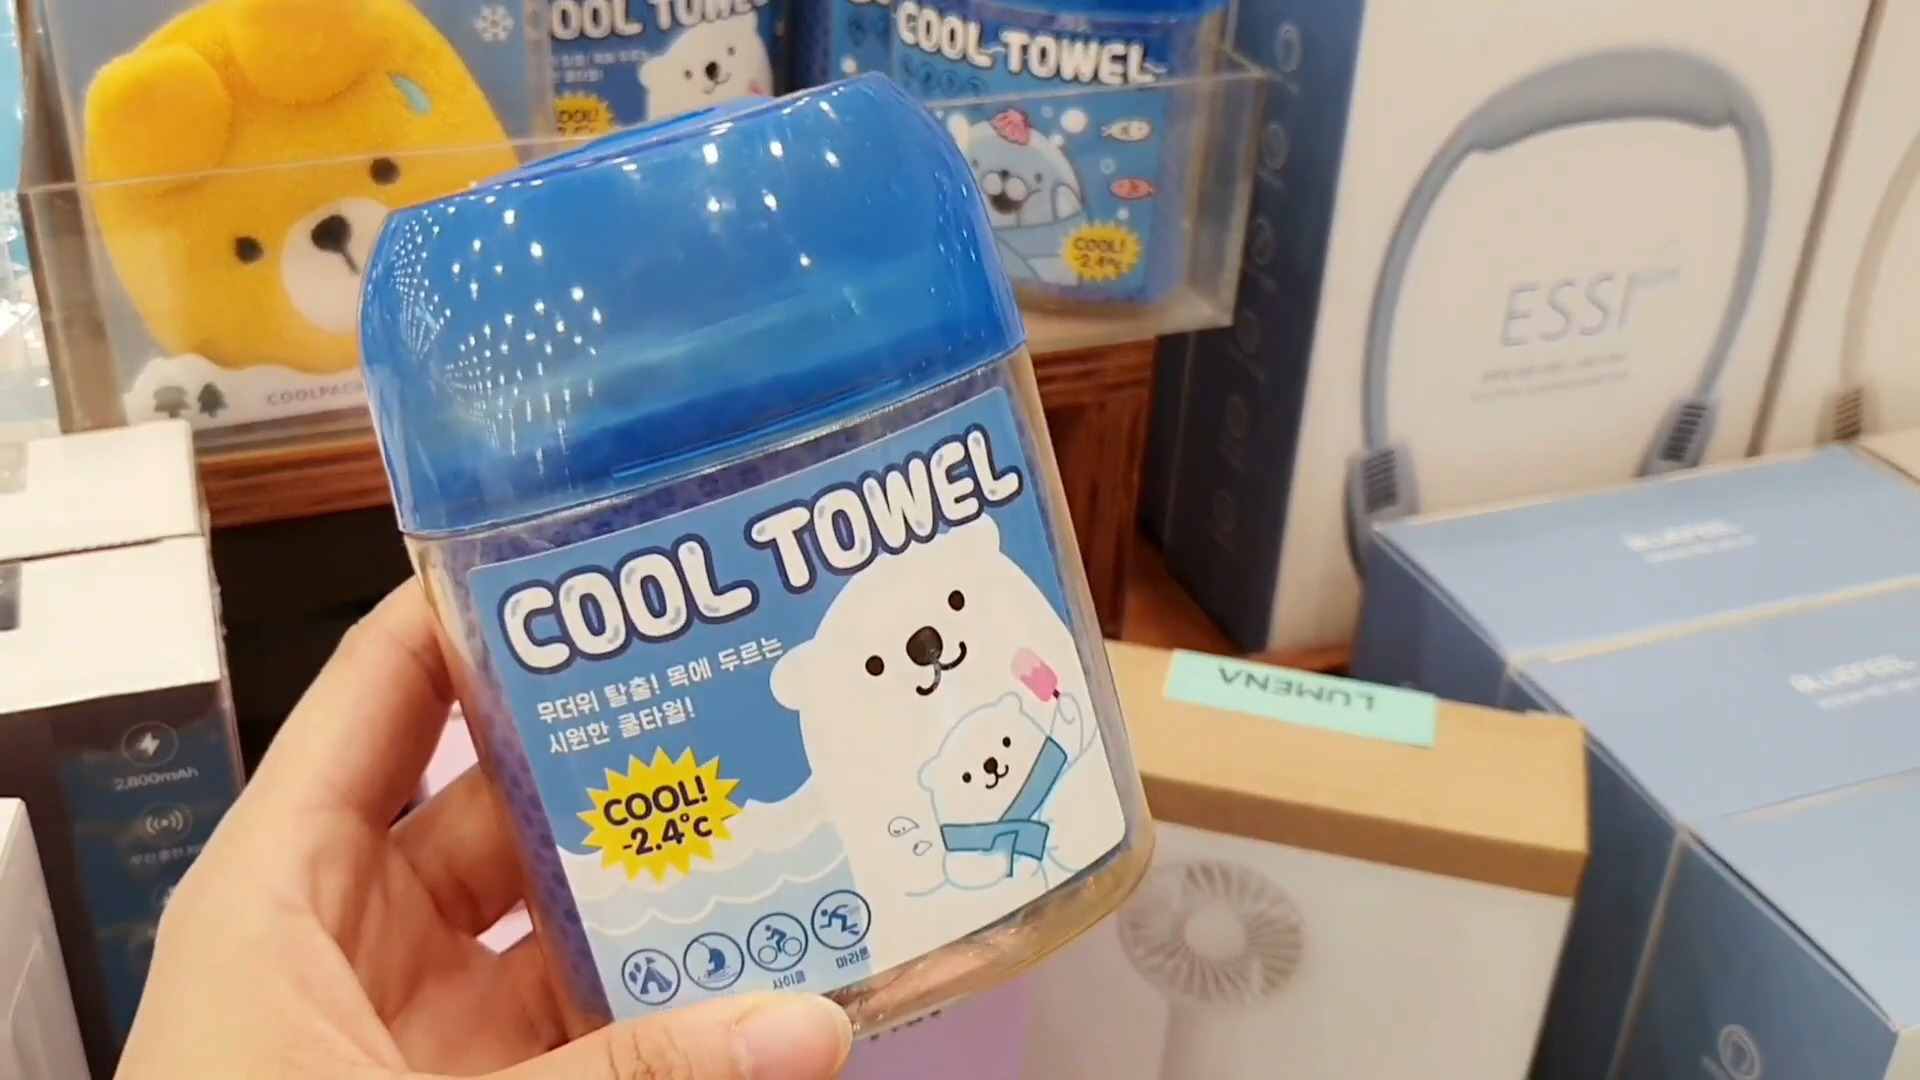 COOL TOWEL
COOL TOWEL
COOL!
-2.4°c
COOLPACK
ESSI
COOL TOWEL
무더위 탈출! 목에 두르는
시원한 쿨타월!
COOL!
-2.4°c
사이클
마라톤
LUMENA
2,800mAh
BLUEFEEL
BLUEFEEL